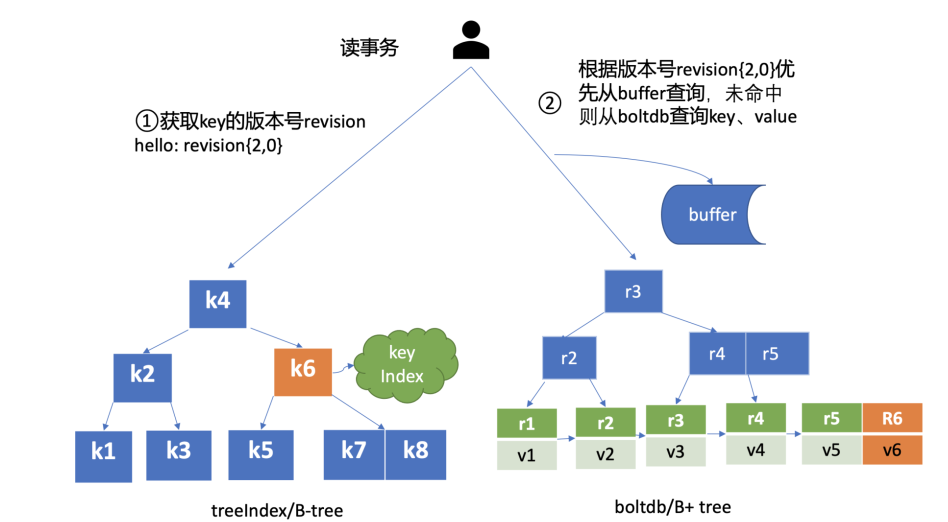 读事务
①获取key的版本号revision
hello: revision{2,0}
②
根据版本号revision{2,0}优
先从buffer查询，未命中
则从boltdb查询key、value
buffer
k4
k2
k6
key
Index
k1
k3
k5
k7
k8
treeIndex/B-tree
r3
r2
r4
r5
r1
r2
r3
r4
r5
R6
v1
v2
v3
v4
v5
v6
boltdb/B+ tree